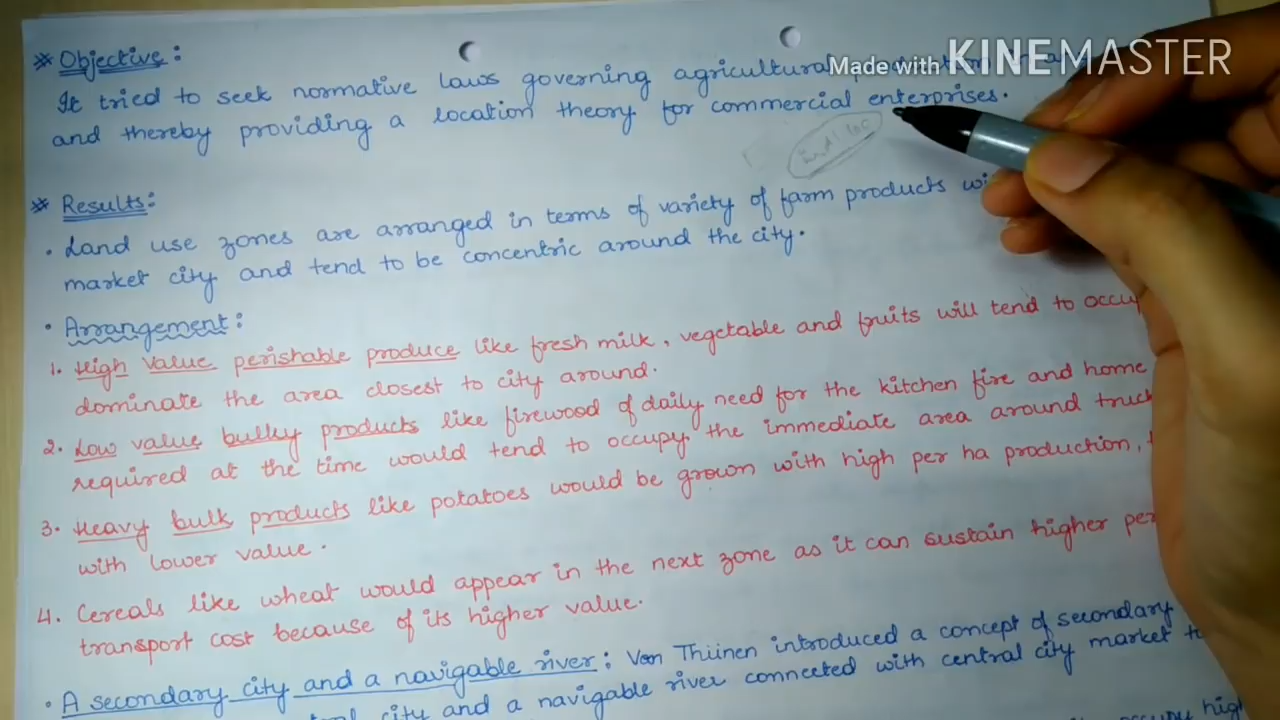 Made with KINEMASTER
* Objective:
It tried to seek normative laws governing agricultural
and thereby providing a location theory for commercial enterprises.
* Results:
· Land use zones are arranged in terms of variety of farm products
market city and tend to be concentric around the city.
· Arrangement:
1. High value perishable produce like fresh milk, vegetable and fruits will tend to
dominate the area closest to city around.
2. Low value bulky products like firewood of daily need for the kitchen fire and home
required at the time would tend to occupy the immediate area around
3. Heavy bulk products like potatoes would be grown with high per ha production,
with lower value.
4. Cereals like wheat would appear in the next zone as it can sustain higher
transport cost because of its higher value.
· A secondary city and a navigable river: Von Thünen introduced a concept of secondary
city and a navigable river connected with central city market